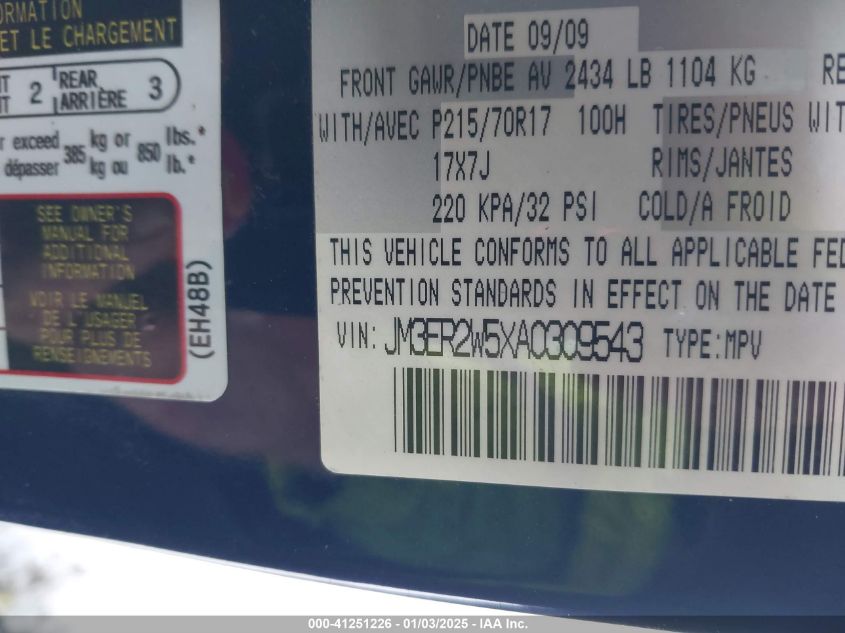 ORMATION
ET LE CHARGEMENT
2 REAR ARRIÈRE 3
exceed 385 kg or 850 lbs.*
dépasser kg ou lb.*
SEE OWNER'S
MANUAL FOR
ADDITIONAL
INFORMATION
VOIR LE MANUEL
DE L'USAGER
POUR PLUS DE
RENSEIGNEMENTS
(EH48B)
DATE 09/09
FRONT GAWR/PNBE AV 2434 LB 1104 KG RE
WITH/AVEC P215/70R17 100H TIRES/PNEUS WIT
17X7J RIMS/JANTES
220 KPA/32 PSI COLD/A FROID
THIS VEHICLE CONFORMS TO ALL APPLICABLE FED
PREVENTION STANDARDS IN EFFECT ON THE DATE
VIN: JM3ER2W5XA0309543 TYPE:MPV
000-41251226 - 01/03/2025 - IAA Inc.